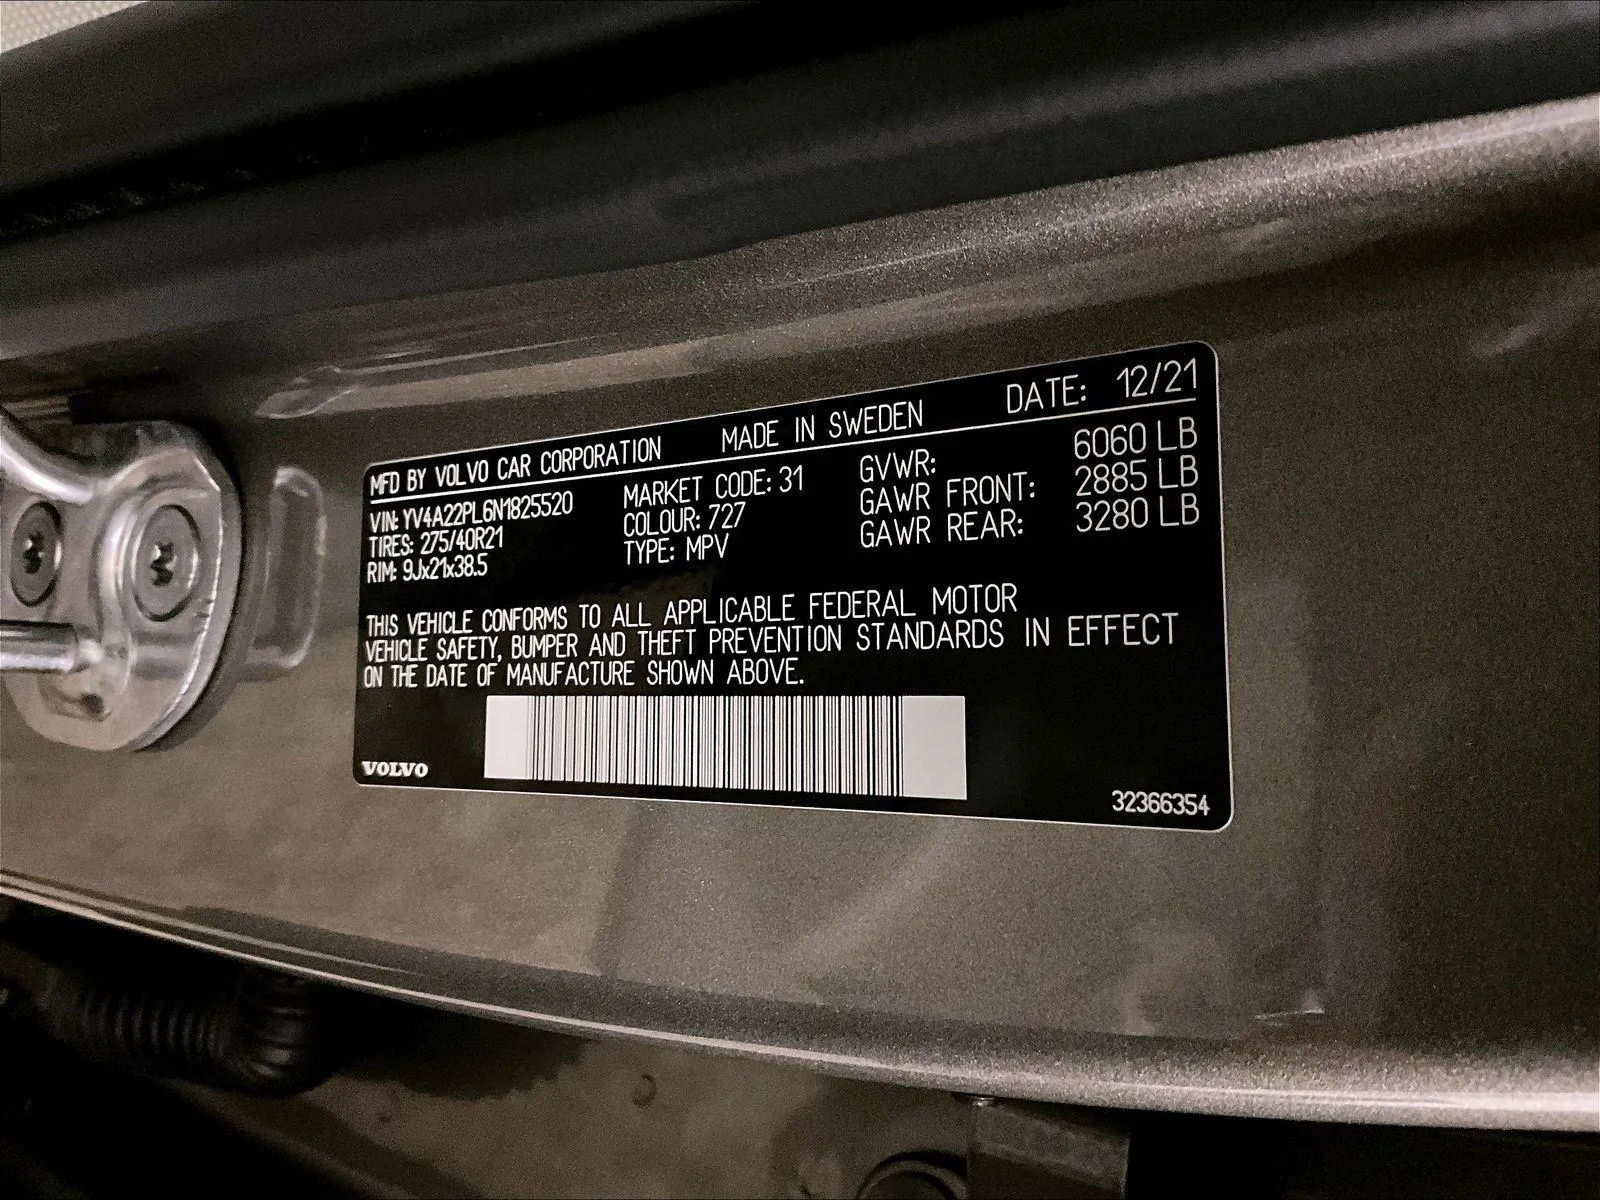 MFD BY VOLVO CAR CORPORATION MADE IN SWEDEN DATE: 12/21
VIN: YV4A22PL6N1825520 MARKET CODE: 31 GVWR: 6060 LB
TIRES: 275/40R21 COLOUR: 727 GAWR FRONT: 2885 LB
RIM: 9Jx21x38.5 TYPE: MPV GAWR REAR: 3280 LB
THIS VEHICLE CONFORMS TO ALL APPLICABLE FEDERAL MOTOR
VEHICLE SAFETY, BUMPER AND THEFT PREVENTION STANDARDS IN EFFECT
ON THE DATE OF MANUFACTURE SHOWN ABOVE.
VOLVO 32366354